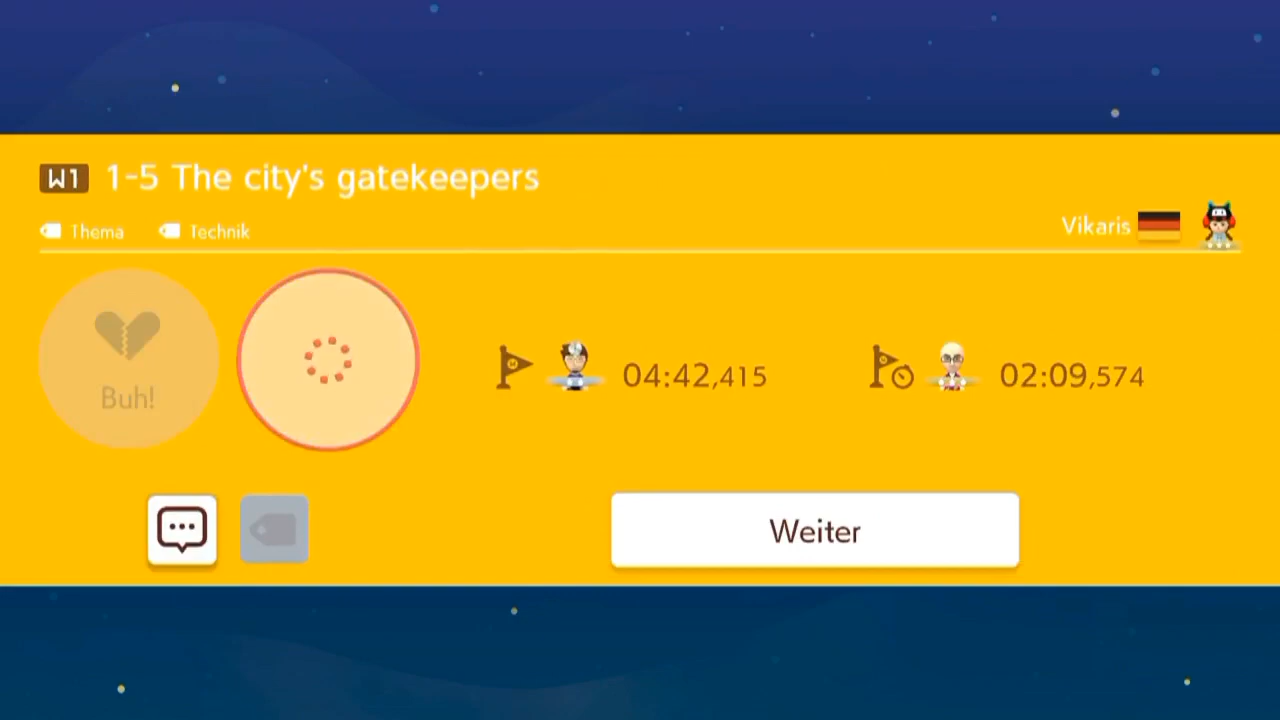 W1 1-5 The city's gatekeepers
Thema Technik
Vikaris
Buh!
04:42,415
02:09,574
Weiter